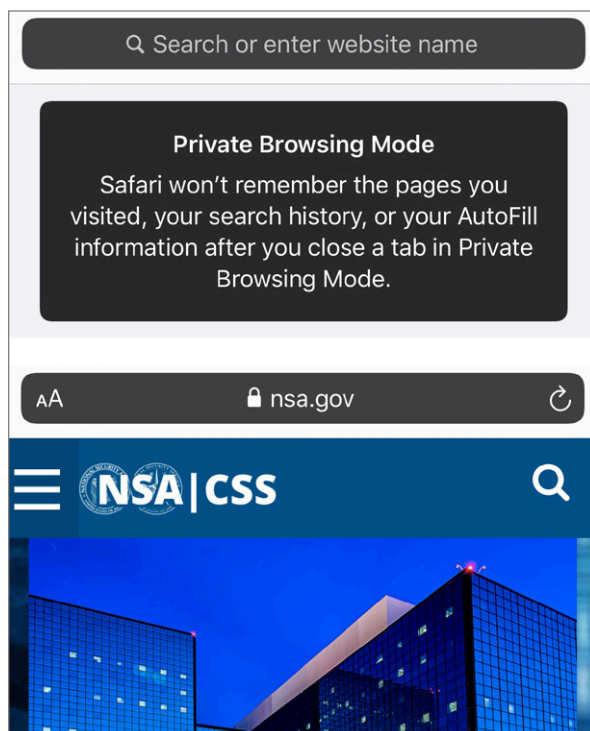 Search or enter website name
Private Browsing Mode
Safari won’t remember the pages you
visited, your search history, or your AutoFill
information after you close a tab in Private
Browsing Mode.
AA nsa.gov
NSA|CSS